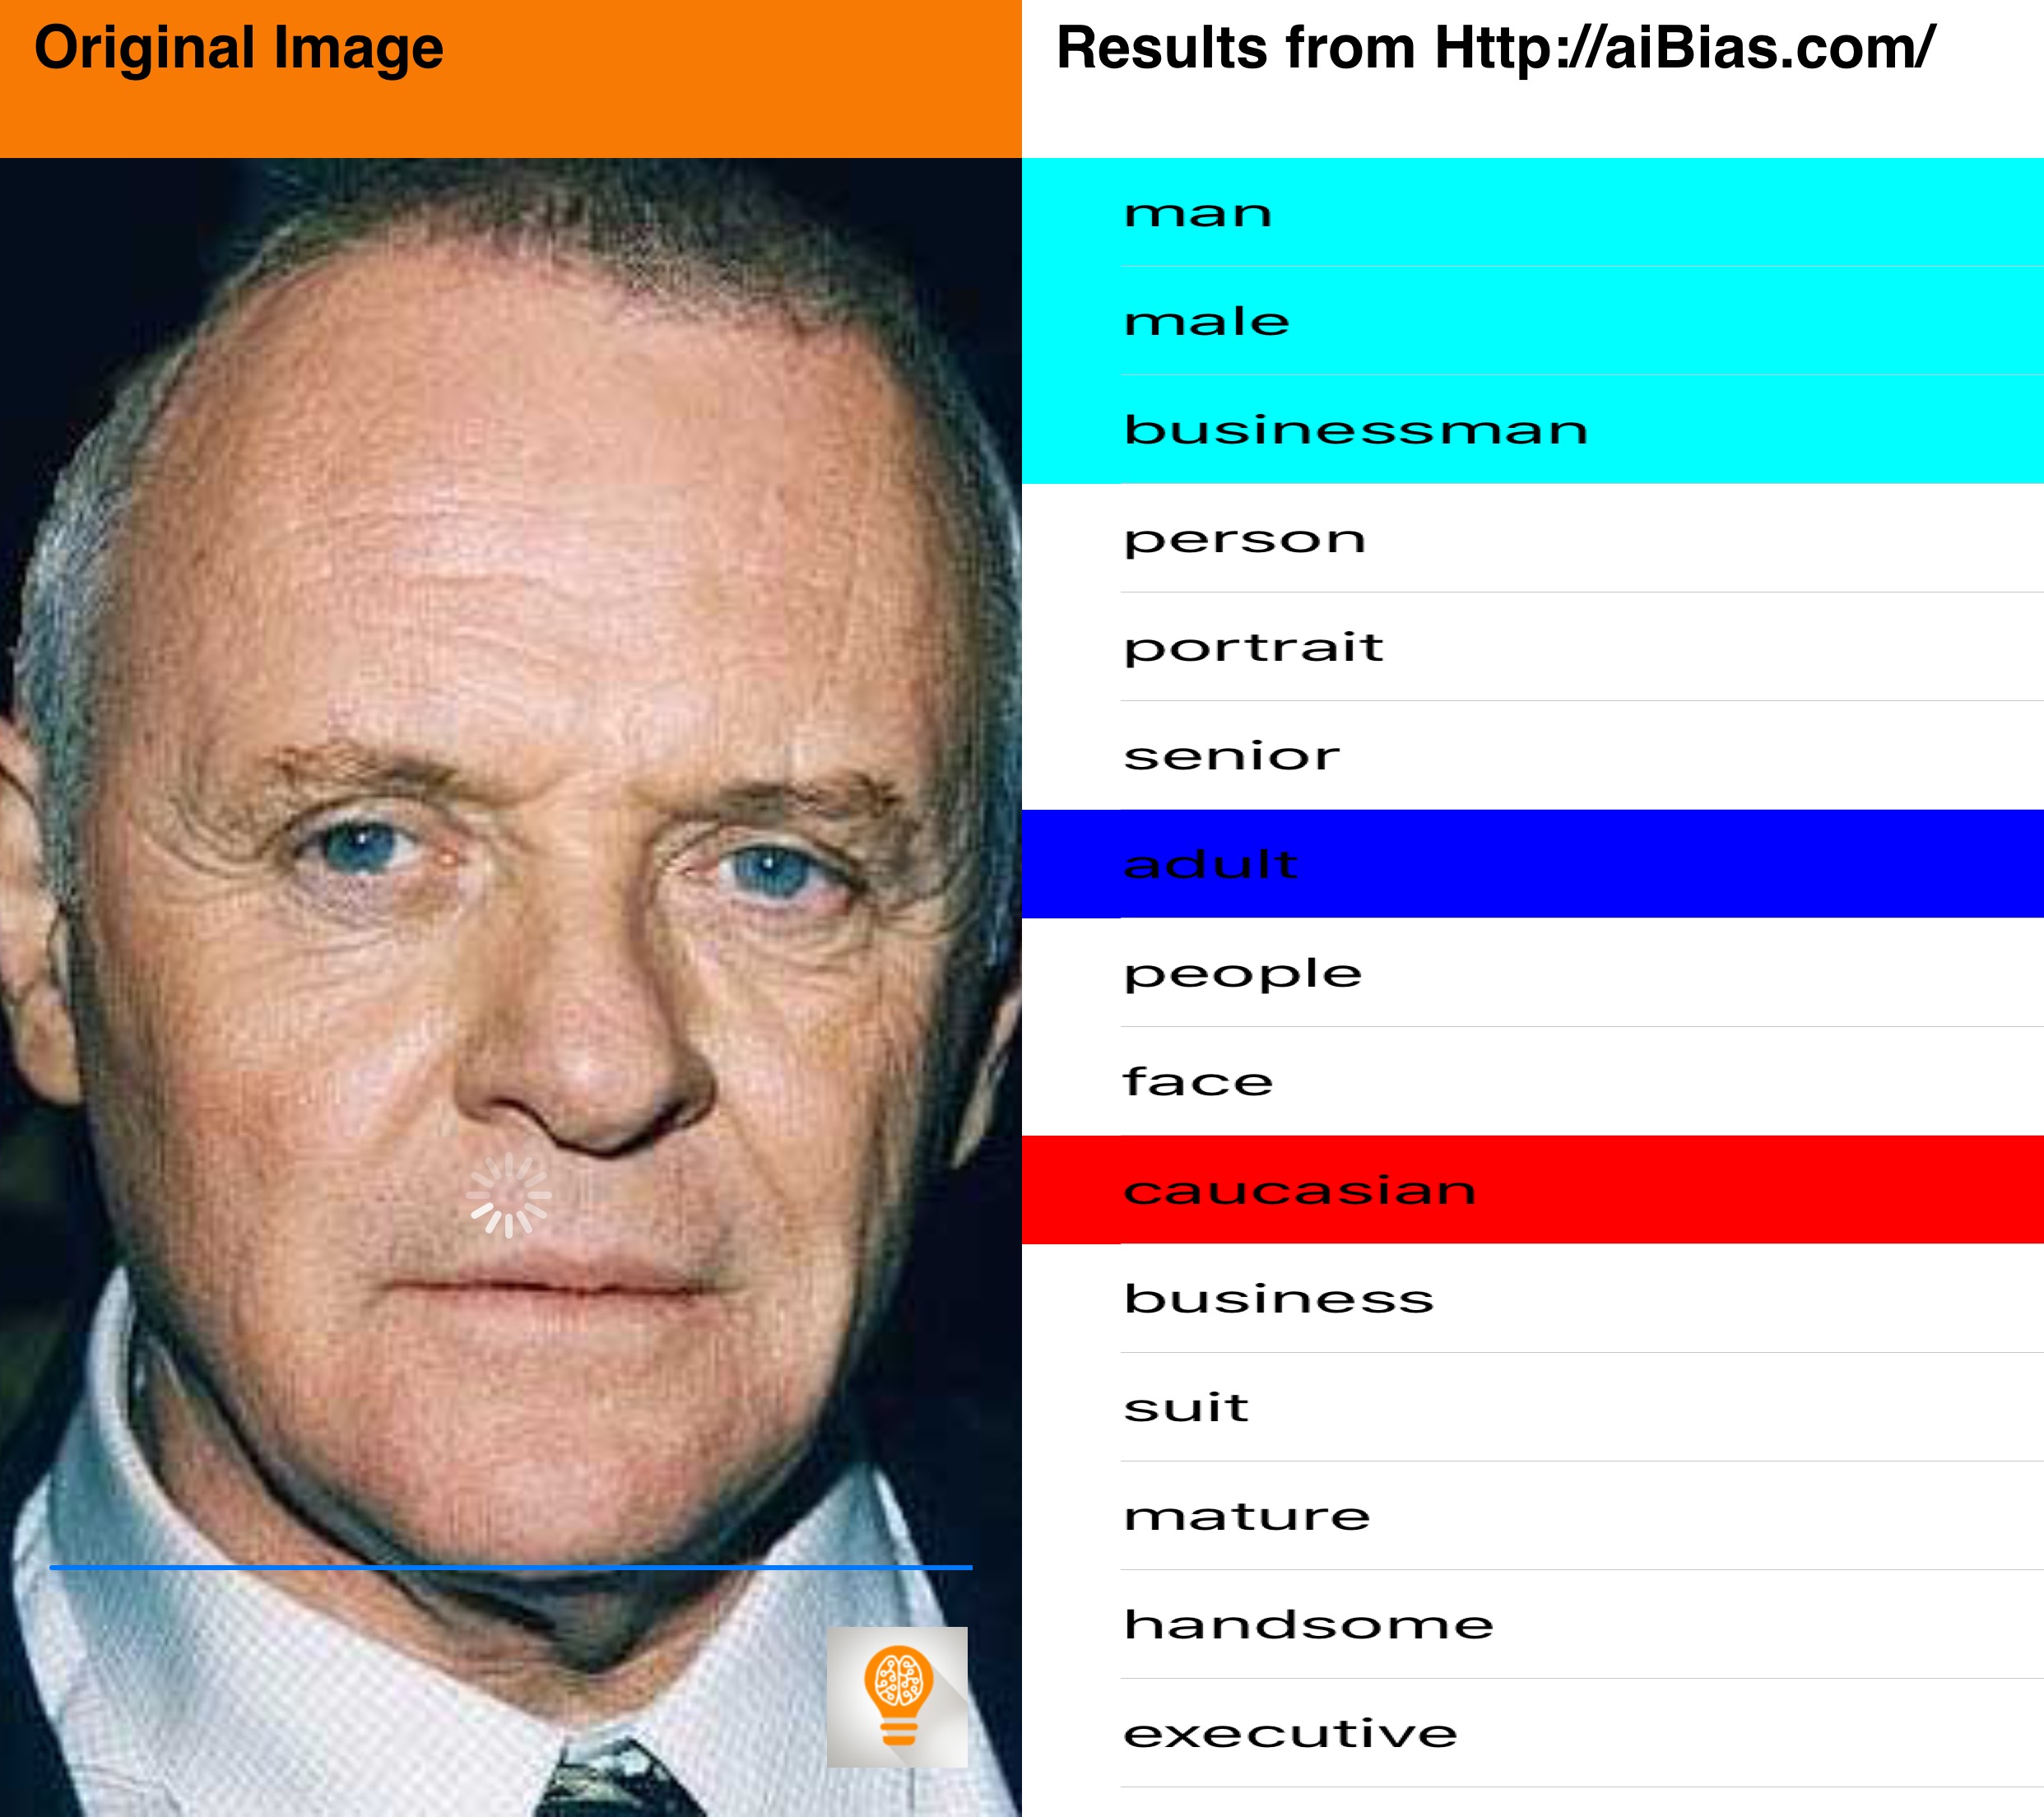 Original Image
Results from Http://aiBias.com/
man
male
businessman
person
portrait
senior
adult
people
face
caucasian
business
suit
mature
handsome
executive